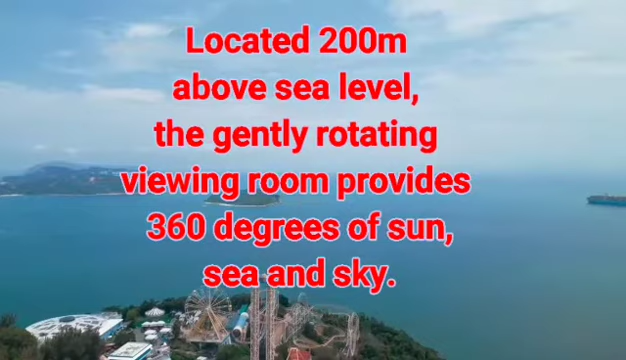 Located 200m
above sea level,
the gently rotating
viewing room provides
360 degrees of sun,
sea and sky.